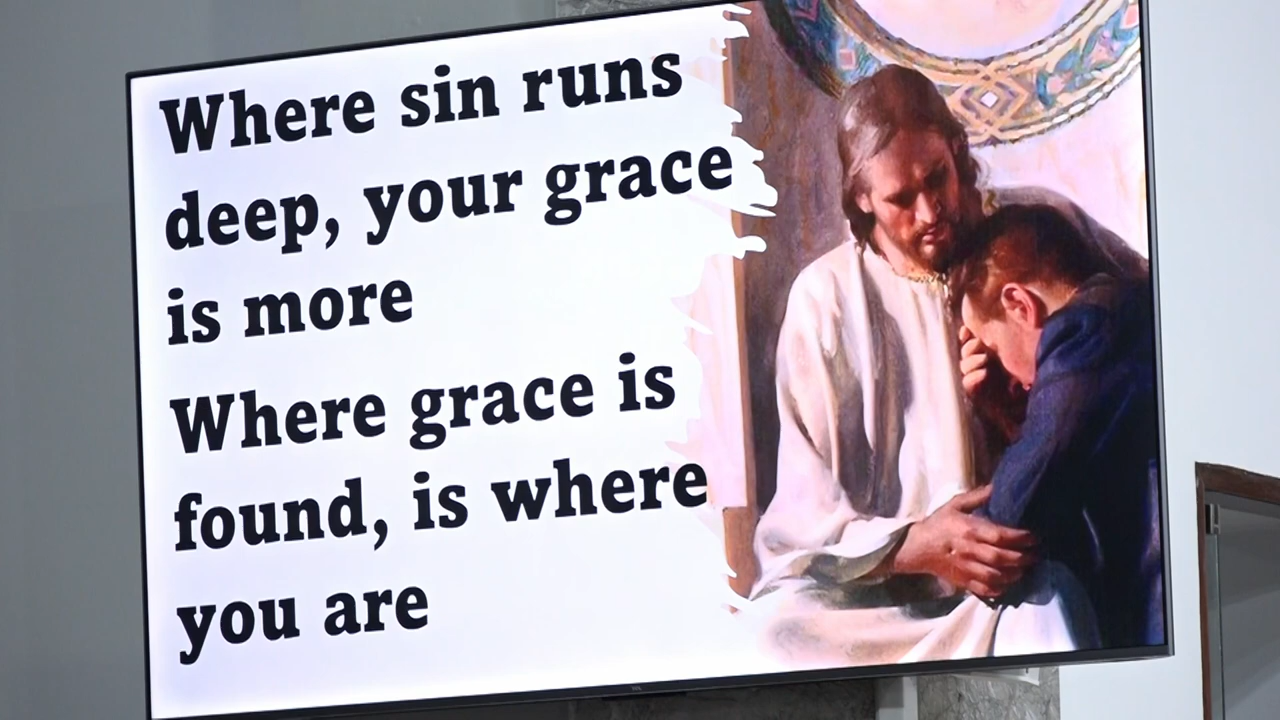 Where sin runs
deep, your grace
is more
Where grace is
found, is where
you are